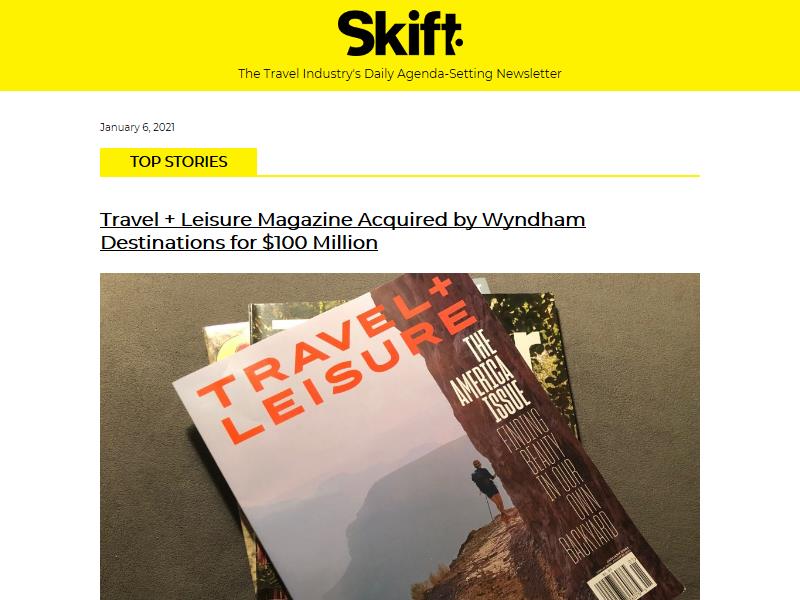 Skift
The Travel Industry's Daily Agenda-Setting Newsletter
January 6, 2021
TOP STORIES
Travel + Leisure Magazine Acquired by Wyndham
Destinations for $100 Million
TRAVEL+
LEISURE
THE
AMERICA
ISSUE
FINDING
BEAUTY
IN OUR
OWN
BACKYARD